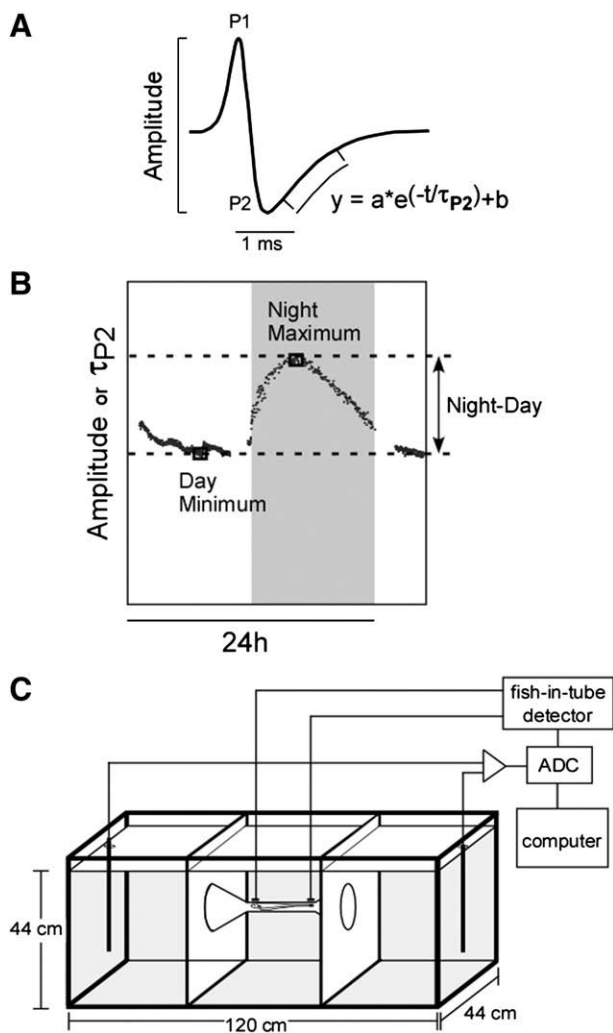 A
P1
Amplitude
P2
y = a*e(-t/τP2)+b
1 ms
B
Amplitude or τP2
Night
Maximum
Night-Day
Day
Minimum
24h
C
fish-in-tube
detector
ADC
computer
44 cm
120 cm
44 cm